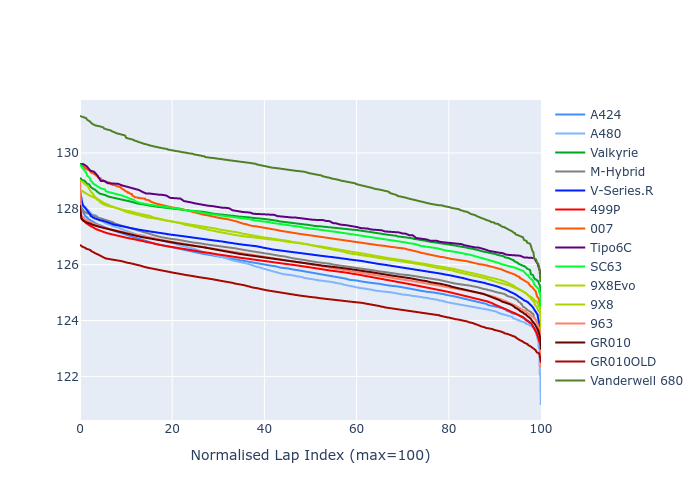 A424
A480
Valkyrie
M-Hybrid
V-Series.R
499P
007
Tipo6C
SC63
9X8Evo
9X8
963
GR010
GR010OLD
Vanderwell 680
130
128
126
124
122
0 20 40 60 80 100
Normalised Lap Index (max=100)